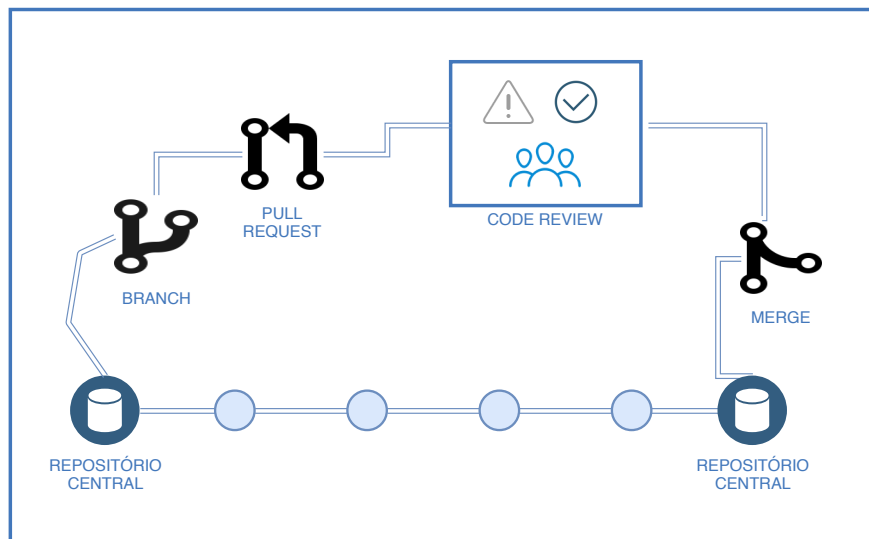 PULL
REQUEST
CODE REVIEW
BRANCH
MERGE
REPOSITÓRIO
CENTRAL
REPOSITÓRIO
CENTRAL